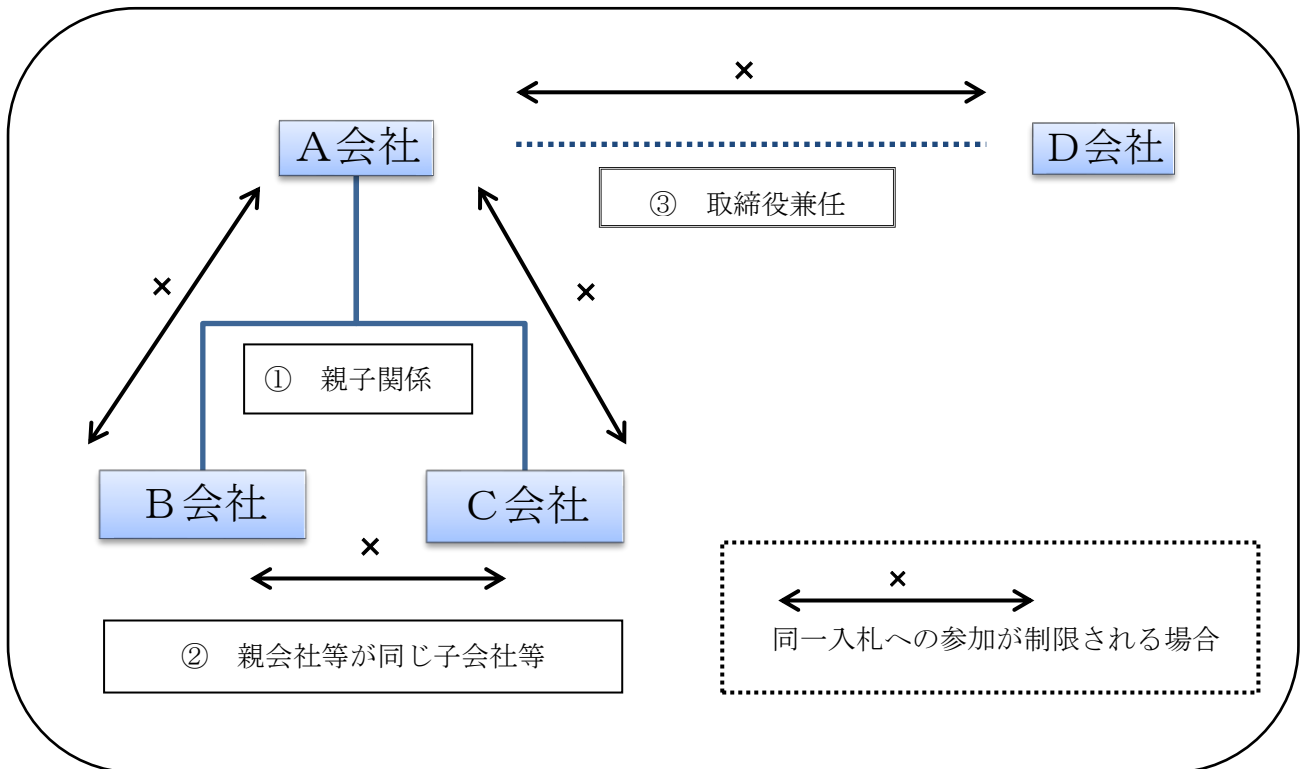 ×
A会社
D会社
③　取締役兼任
×
×
①　親子関係
B会社
C会社
×
②　親会社等が同じ子会社等
×
同一入札への参加が制限される場合